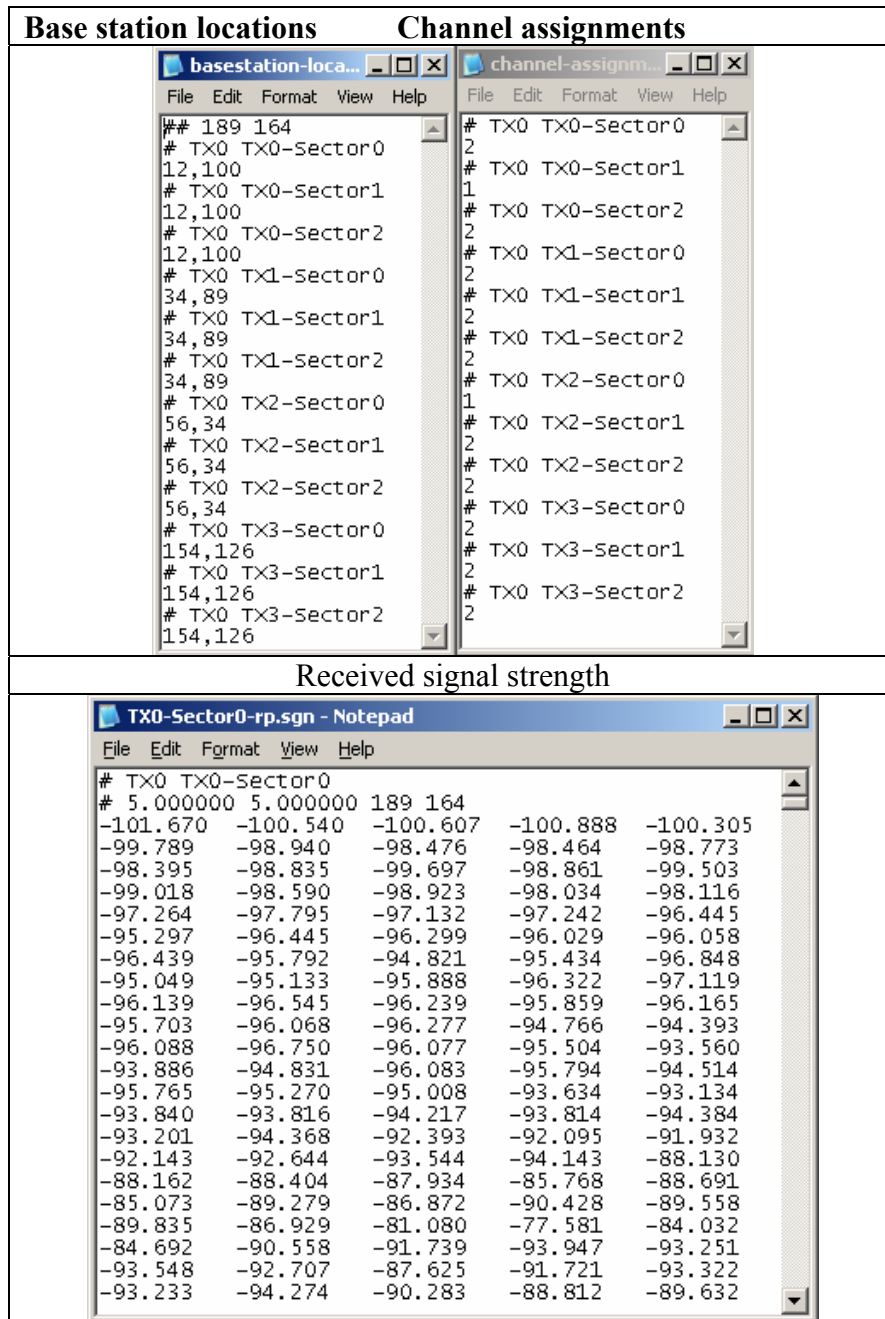 Base station locations Channel assignments
basestation-loca...
File Edit Format View Help
## 189 164
# TX0 TX0-Sector0
12,100
# TX0 TX0-Sector1
12,100
# TX0 TX0-Sector2
12,100
# TX0 TX1-Sector0
34,89
# TX0 TX1-Sector1
34,89
# TX0 TX1-Sector2
34,89
# TX0 TX2-Sector0
56,34
# TX0 TX2-Sector1
56,34
# TX0 TX2-Sector2
56,34
# TX0 TX3-Sector0
154,126
# TX0 TX3-Sector1
154,126
# TX0 TX3-Sector2
154,126
channel-assignm...
File Edit Format View Help
# TX0 TX0-Sector0
2
# TX0 TX0-Sector1
1
# TX0 TX0-Sector2
2
# TX0 TX1-Sector0
2
# TX0 TX1-Sector1
2
# TX0 TX1-Sector2
2
# TX0 TX2-Sector0
1
# TX0 TX2-Sector1
2
# TX0 TX2-Sector2
2
# TX0 TX3-Sector0
2
# TX0 TX3-Sector1
2
# TX0 TX3-Sector2
2
Received signal strength
TX0-Sector0-rp.sgn - Notepad
File Edit Format View Help
# TX0 TX0-Sector0
# 5.000000 5.000000 189 164
-101.670 -100.540 -100.607 -100.888 -100.305
-99.789 -98.940 -98.476 -98.464 -98.773
-98.395 -98.835 -99.697 -98.861 -99.503
-99.018 -98.590 -98.923 -98.034 -98.116
-97.264 -97.795 -97.132 -97.242 -96.445
-95.297 -96.445 -96.299 -96.029 -96.058
-96.439 -95.792 -94.821 -95.434 -96.848
-95.049 -95.133 -95.888 -96.322 -97.119
-96.139 -96.545 -96.239 -95.859 -96.165
-95.703 -96.068 -96.277 -94.766 -94.393
-96.088 -96.750 -96.077 -95.504 -93.560
-93.886 -94.831 -96.083 -95.794 -94.514
-95.765 -95.270 -95.008 -93.634 -93.134
-93.840 -93.816 -94.217 -93.814 -94.384
-93.201 -94.368 -92.393 -92.095 -91.932
-92.143 -92.644 -93.544 -94.143 -88.130
-88.162 -88.404 -87.934 -85.768 -88.691
-85.073 -89.279 -86.872 -90.428 -89.558
-89.835 -86.929 -81.080 -77.581 -84.032
-84.692 -90.558 -91.739 -93.947 -93.251
-93.548 -92.707 -87.625 -91.721 -93.322
-93.233 -94.274 -90.283 -88.812 -89.632